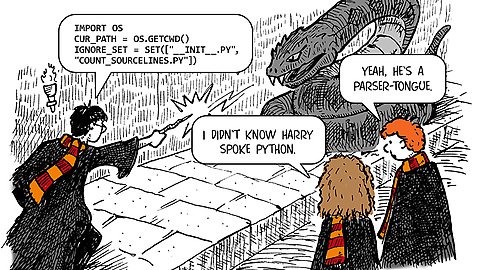 IMPORT OS
CUR_PATH = OS.GETCWD()
IGNORE_SET = SET(["__INIT__.PY",
"COUNT_SOURCELINES.PY"])
YEAH, HE'S A
PARSER-TONGUE.
I DIDN'T KNOW HARRY
SPOKE PYTHON.